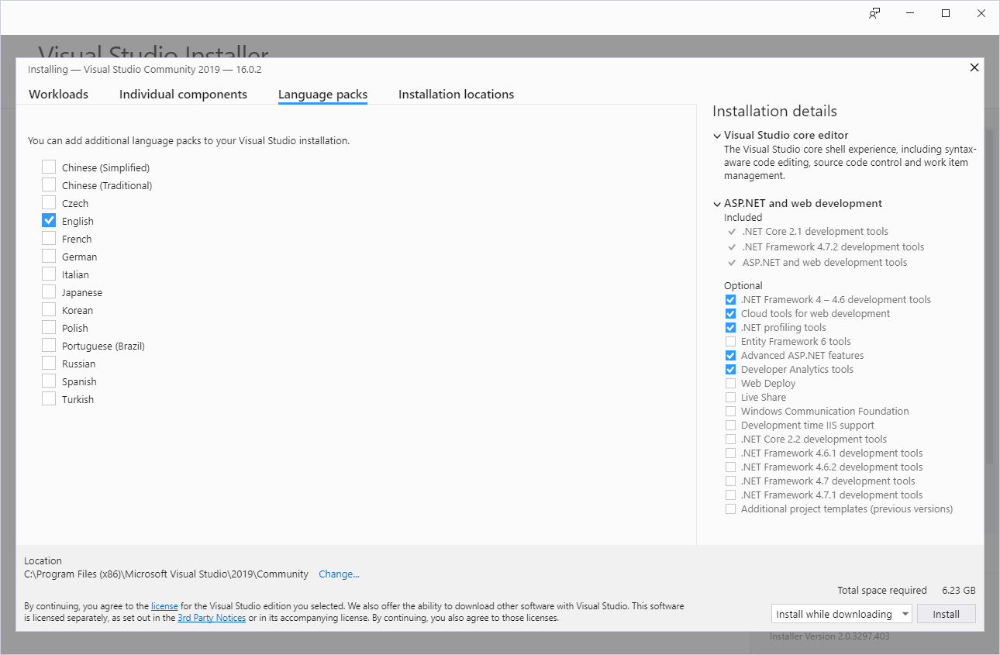 Visual Studio Installer
Installing — Visual Studio Community 2019 — 16.0.2
Workloads
Individual components
Language packs
Installation locations
You can add additional language packs to your Visual Studio installation.
Chinese (Simplified)
Chinese (Traditional)
Czech
English
French
German
Italian
Japanese
Korean
Polish
Portuguese (Brazil)
Russian
Spanish
Turkish
Installation details
Visual Studio core editor
The Visual Studio core shell experience, including syntax-
aware code editing, source code control and work item
management.
ASP.NET and web development
Included
.NET Core 2.1 development tools
.NET Framework 4.7.2 development tools
ASP.NET and web development tools
Optional
.NET Framework 4 – 4.6 development tools
Cloud tools for web development
.NET profiling tools
Entity Framework 6 tools
Advanced ASP.NET features
Developer Analytics tools
Web Deploy
Live Share
Windows Communication Foundation
Development time IIS support
.NET Core 2.2 development tools
.NET Framework 4.6.1 development tools
.NET Framework 4.6.2 development tools
.NET Framework 4.7 development tools
.NET Framework 4.7.1 development tools
Additional project templates (previous versions)
Location
C:\Program Files (x86)\Microsoft Visual Studio\2019\Community Change...
By continuing, you agree to the license for the Visual Studio edition you selected. We also offer the ability to download other software with Visual Studio. This software
is licensed separately, as set out in the 3rd Party Notices or in its accompanying license. By continuing, you also agree to those licenses.
Total space required 6.23 GB
Install while downloading
Install
Installer Version 2.0.3297.403